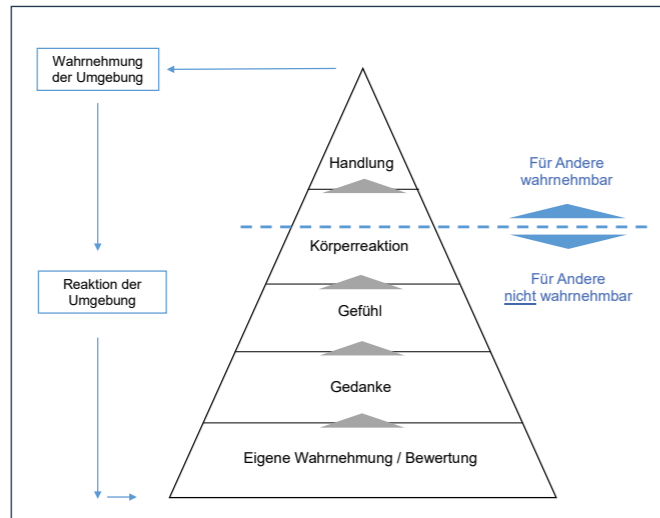 Wahrnehmung
der Umgebung
Handlung
Für Andere
wahrnehmbar
Körperreaktion
Reaktion der
Umgebung
Für Andere
nicht wahrnehmbar
Gefühl
Gedanke
Eigene Wahrnehmung / Bewertung